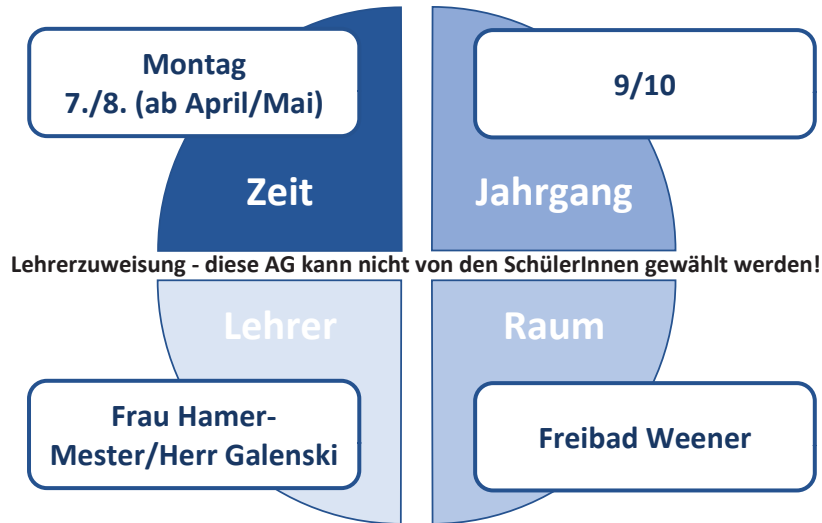 Montag
7./8. (ab April/Mai)
9/10
Zeit
Jahrgang
Lehrerzuweisung - diese AG kann nicht von den SchülerInnen gewählt werden!
Lehrer
Raum
Frau Hamer-
Mester/Herr Galenski
Freibad Weener